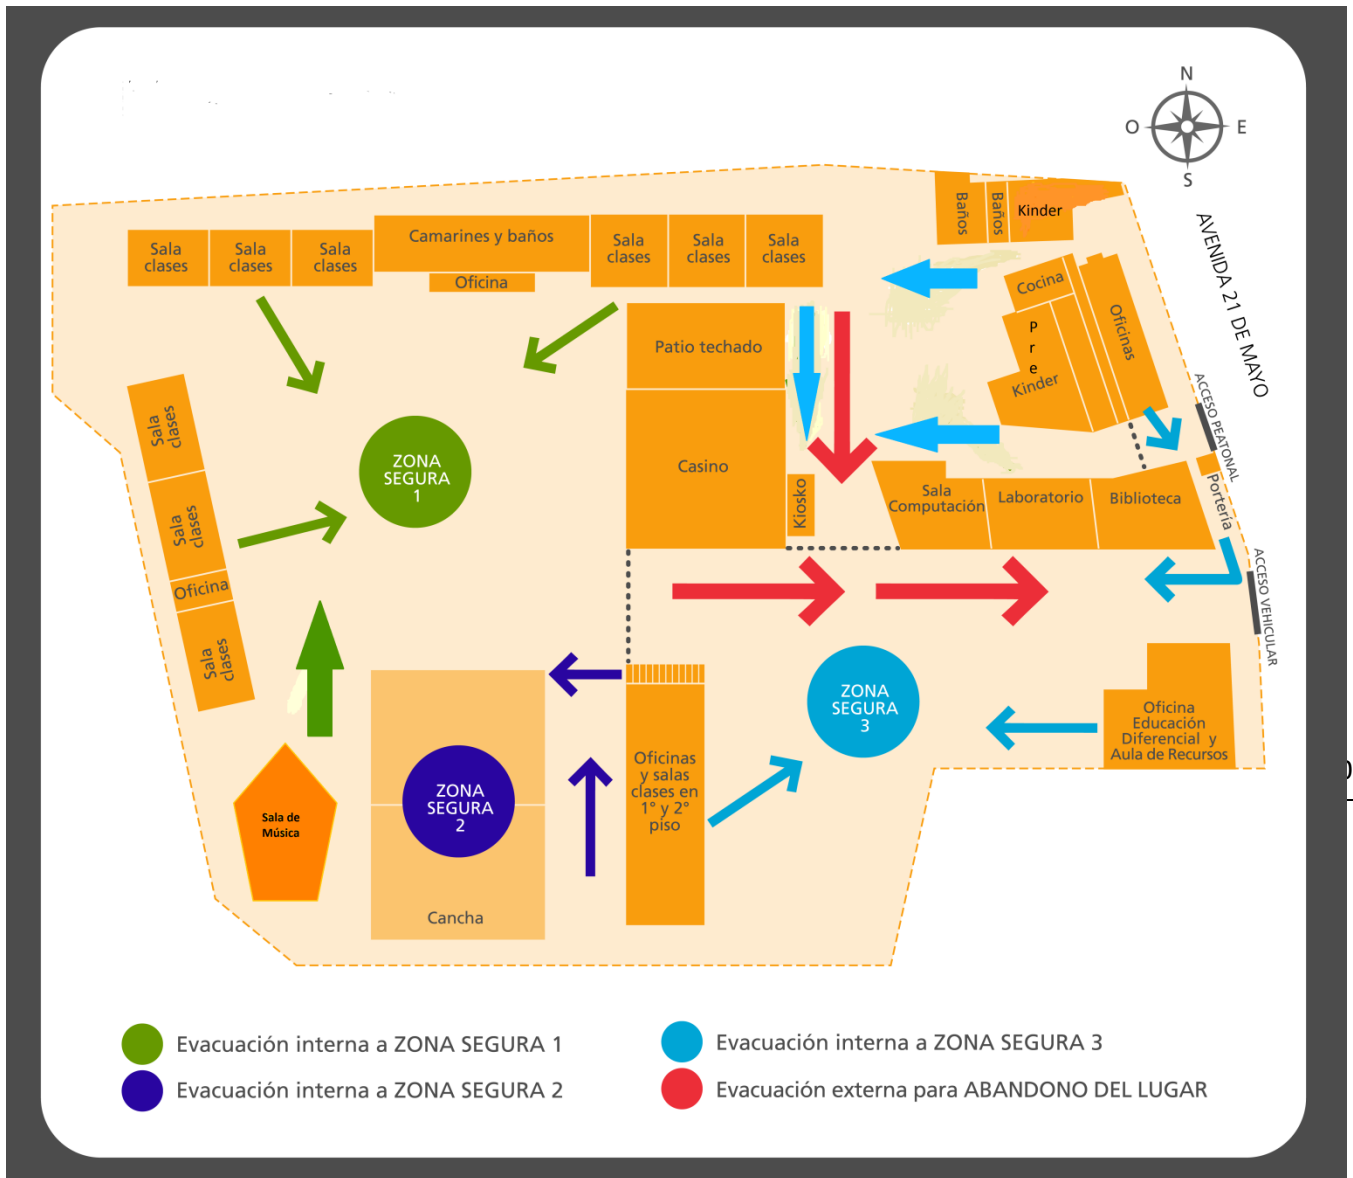 N
O
E
S
AVENIDA 21 DE MAYO
Baños
Baños
Kinder
Sala
clases
Sala
clases
Sala
clases
Camarines y baños
Oficina
Sala
clases
Sala
clases
Sala
clases
Cocina
Oficinas
P
r
e
Kinder
Patio techado
Casino
Kiosko
ACCESO PEATONAL
Portería
Sala
Computación
Laboratorio
Biblioteca
Sala
clases
Sala
clases
Oficina
Sala
clases
ZONA
SEGURA
1
ACCESO VEHICULAR
ZONA
SEGURA
3
Oficina
Educación
Diferencial y
Aula de Recursos
Oficinas
y salas
clases en
1° y 2°
piso
ZONA
SEGURA
2
Cancha
Sala de
Música
Evacuación interna a ZONA SEGURA 1
Evacuación interna a ZONA SEGURA 2
Evacuación interna a ZONA SEGURA 3
Evacuación externa para ABANDONO DEL LUGAR